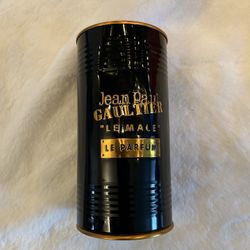 Jean Paul
GAULTIER
"LE MALE"
LE PARFUM